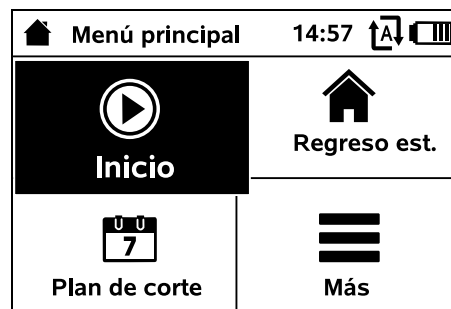 Menú principal 14:57 A
Inicio
Regreso est.
7
Plan de corte
Más